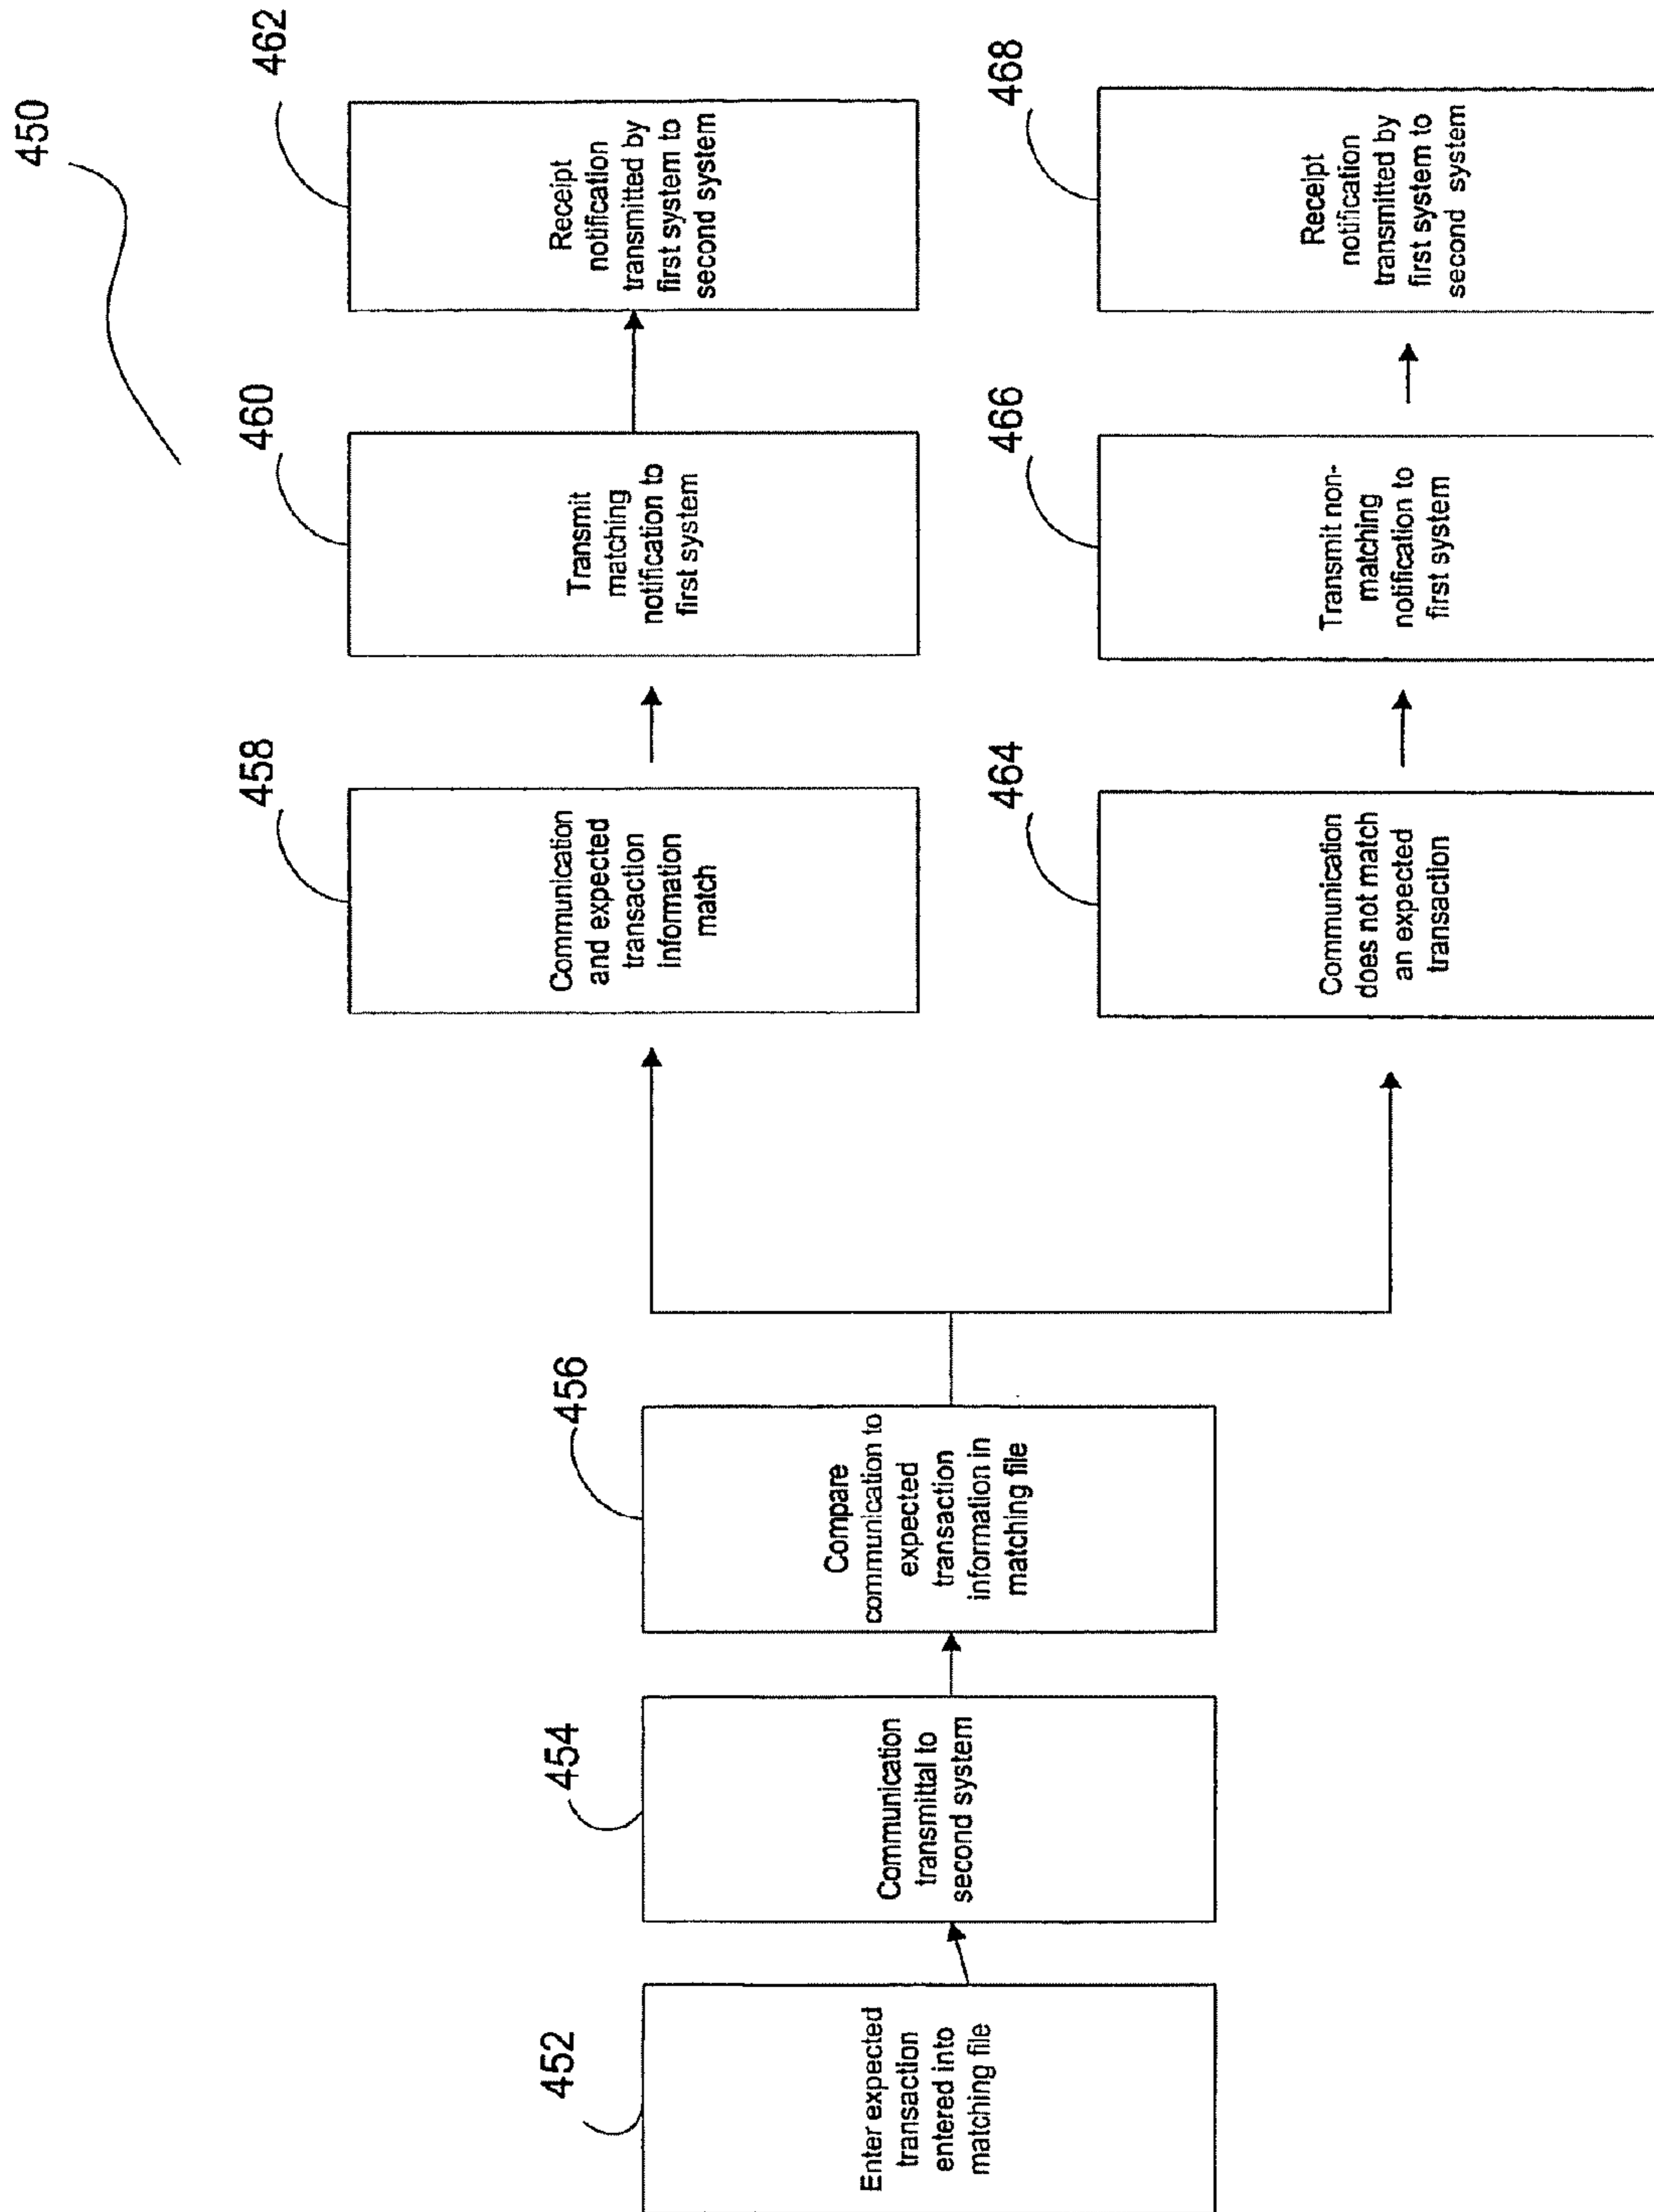 450
452
Enter expected
transaction
entered into
matching file
454
Communication
transmittal to
second system
456
Compare
communication to
expected
transaction
information in
matching file
458
Communication
and expected
transaction
information
match
460
Transmit
matching
notification to
first system
462
Receipt
notification
transmitted by
first system to
second system
464
Communication
does not match
an expected
transaction
466
Transmit non-
matching
notification to
first system
468
Receipt
notification
transmitted by
first system to
second system